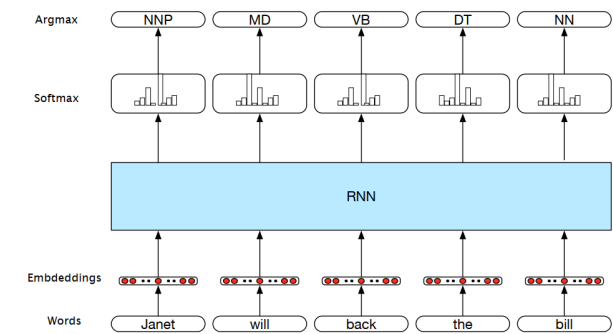 Argmax NNP MD VB DT NN
Softmax
RNN
Embdeddings
Words Janet will back the bill